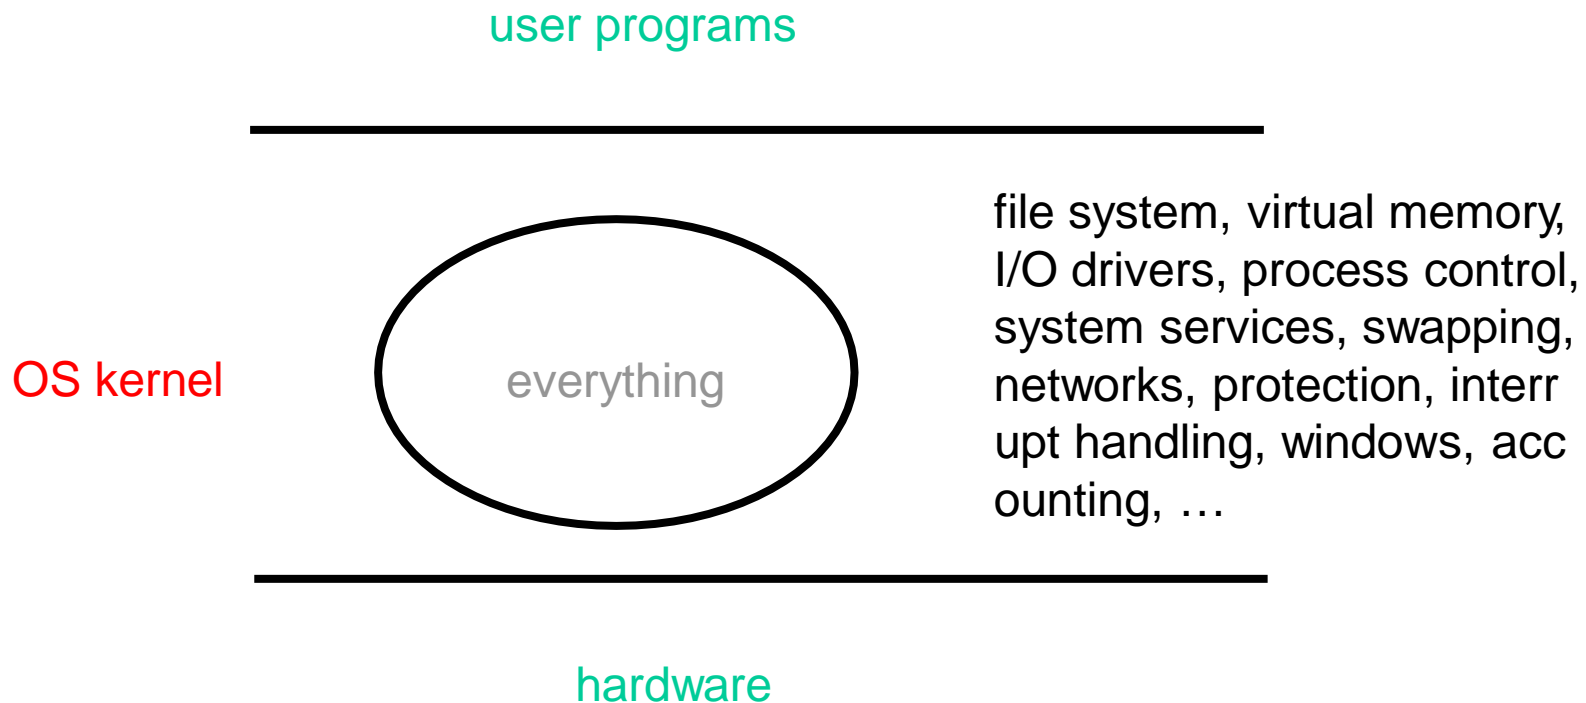 user programs
file system, virtual memory,
I/O drivers, process control,
system services, swapping,
OS kernel
everything
networks, protection, interr
upt handling, windows, acc
ounting, …
hardware